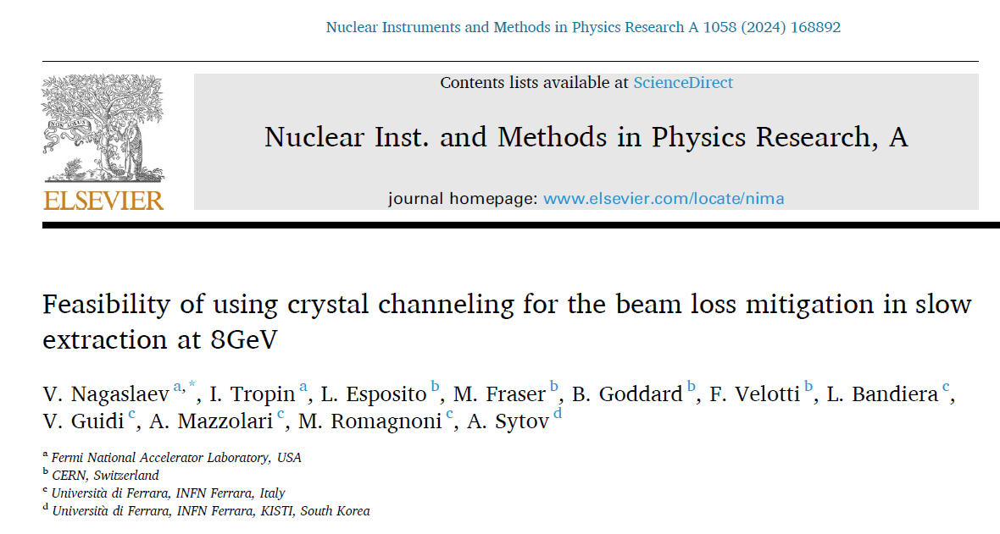 Nuclear Instruments and Methods in Physics Research A 1058 (2024) 168892
NON SOLUS
ELSEVIER
Contents lists available at ScienceDirect
Nuclear Inst. and Methods in Physics Research, A
journal homepage: www.elsevier.com/locate/nima
Feasibility of using crystal channeling for the beam loss mitigation in slow
extraction at 8GeV
V. Nagaslaev a,*, I. Tropin a, L. Esposito b, M. Fraser b, B. Goddard b, F. Velotti b, L. Bandiera c,
V. Guidi c, A. Mazzolari c, M. Romagnoni c, A. Sytov d
a Fermi National Accelerator Laboratory, USA
b CERN, Switzerland
c Università di Ferrara, INFN Ferrara, Italy
d Università di Ferrara, INFN Ferrara, KISTI, South Korea